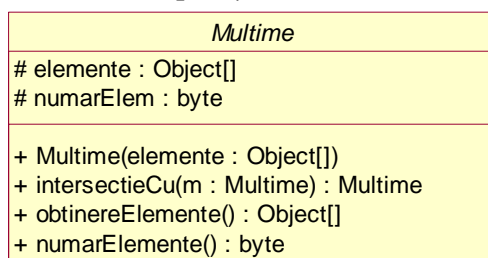 Multime
# elemente : Object[]
# numarElem : byte
+ Multime(elemente : Object[])
+ intersectieCu(m : Multime) : Multime
+ obtinereElemente() : Object[]
+ numarElemente() : byte